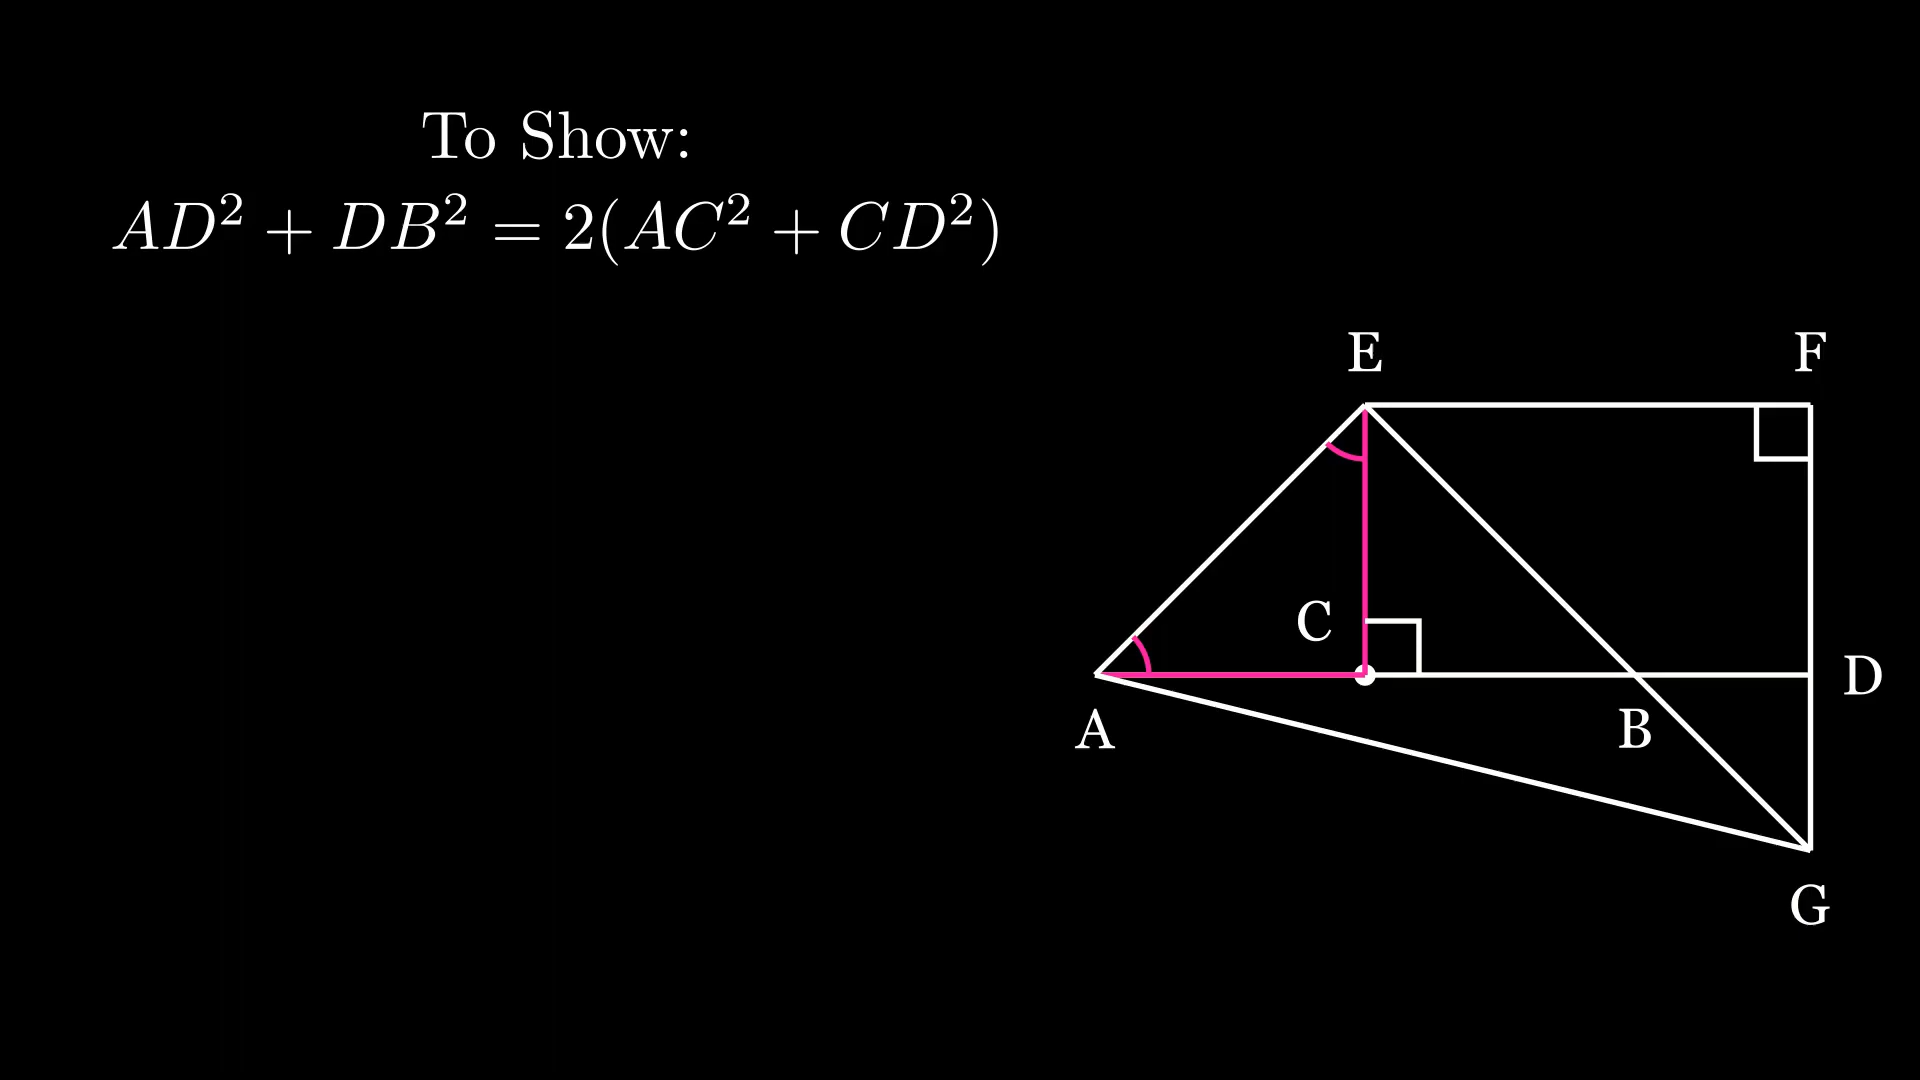 To Show:
AD² + DB² = 2(AC² + CD²)
E
F
C
D
A
B
G